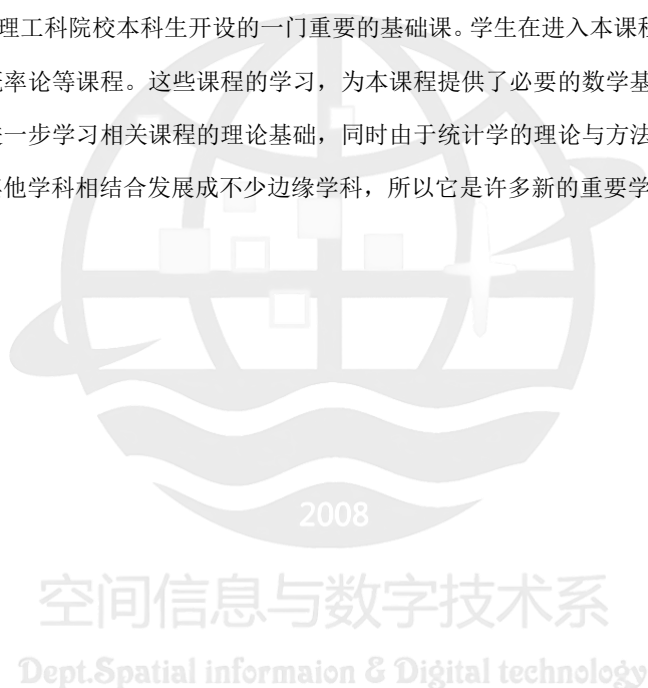 理工科院校本科生开设的一门重要的基础课。学生在进入本课程
率论等课程。这些课程的学习，为本课程提供了必要的数学基
一步学习相关课程的理论基础，同时由于统计学的理论与方法
他学科相结合发展成不少边缘学科，所以它是许多新的重要学
2008
空间信息与数字技术系
Dept.Spatial informaion & Digital technology